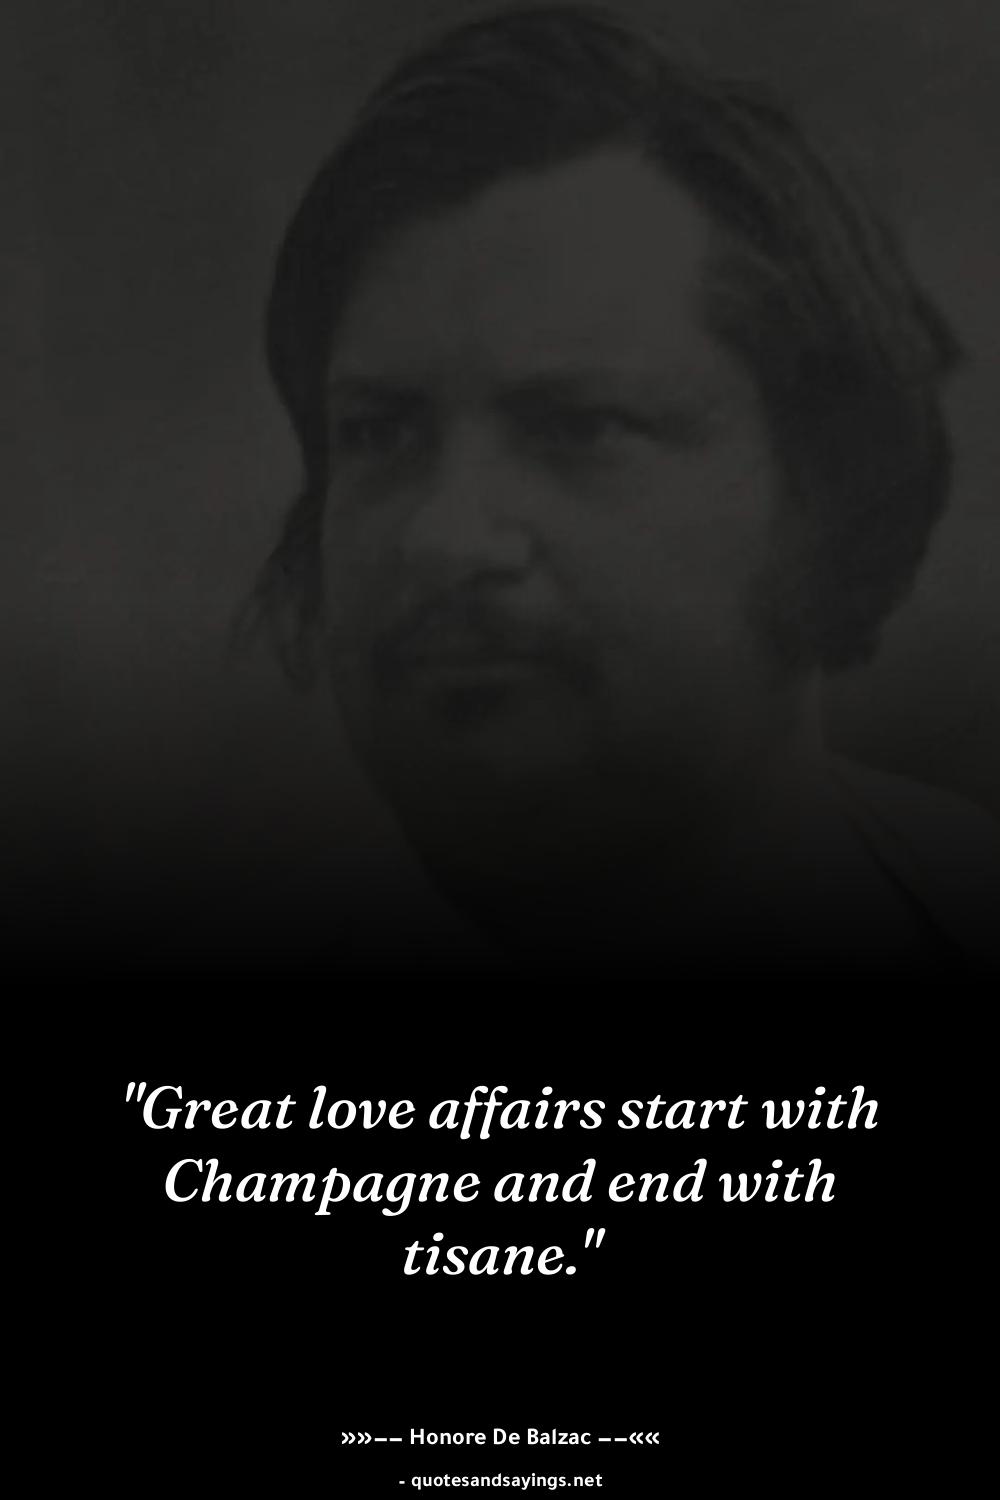 "Great love affairs start with
Champagne and end with
tisane."
»»−− Honore De Balzac −−««
- quotesandsayings.net